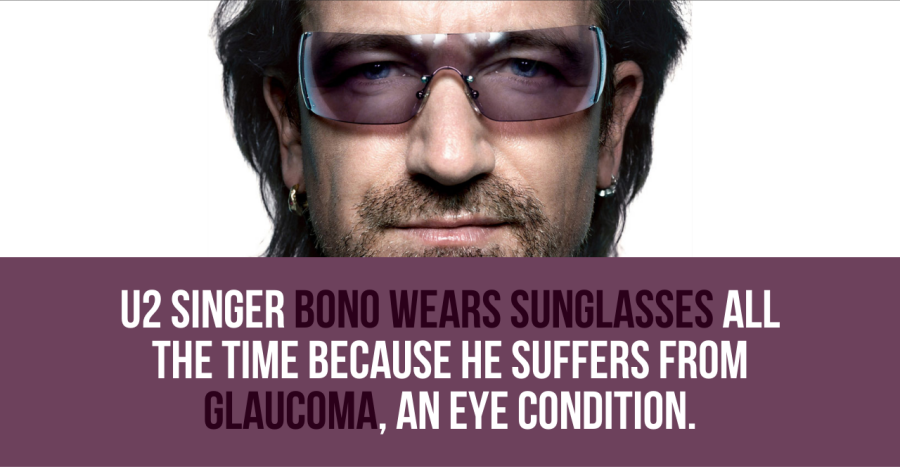 U2 SINGER BONO WEARS SUNGLASSES ALL
THE TIME BECAUSE HE SUFFERS FROM
GLAUCOMA, AN EYE CONDITION.